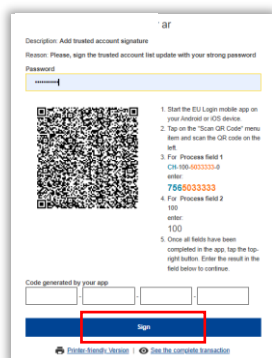 ar
Description: Add trusted account signature
Reason: Please, sign the trusted account list update with your strong password
Password
••••••••••
1. Start the EU Login mobile app on
your Android or iOS device.
2. Tap on the "Scan QR Code" menu
item and scan the QR code on the
left.
3. For Process field 1
CH-100-5033333-0
enter:
7565033333
4. For Process field 2
100
enter:
100
5. Once all fields have been
completed in the app, tap the top-
right button. Enter the result in the
field below to continue.
Code generated by your app
- - -
Sign
Printer-friendly Version | See the complete transaction